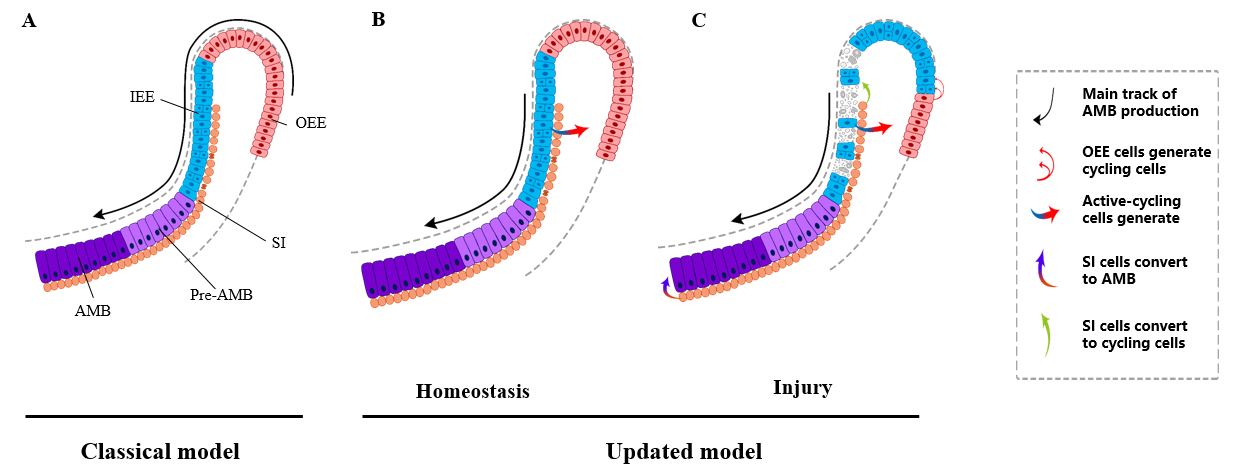 A
B
C
IEE
OEE
SI
Pre-AMB
AMB
Homeostasis
Injury
Classical model
Updated model
Main track of
AMB production
OEE cells generate
cycling cells
Active-cycling
cells generate
SI cells convert
to AMB
SI cells convert
to cycling cells